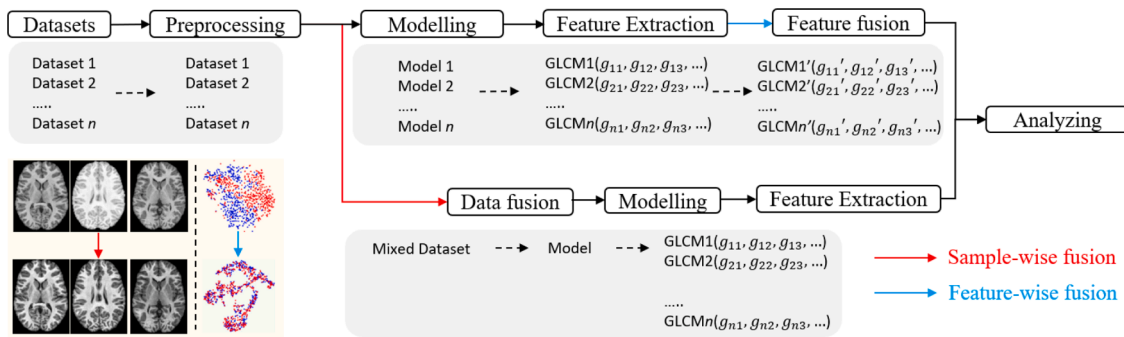 Datasets
Preprocessing
Modelling
Feature Extraction
Feature fusion
Dataset 1
Dataset 2
.....
Dataset n
Dataset 1
Dataset 2
.....
Dataset n
Model 1
Model 2
.....
Model n
GLCM1(g₁₁, g₁₂, g₁₃, ...)
GLCM2(g₂₁, g₂₂, g₂₃, ...)
.....
GLCMn(gₙ₁, gₙ₂, gₙ₃, ...)
GLCM1′(g₁₁′, g₁₂′, g₁₃′, ...)
GLCM2′(g₂₁′, g₂₂′, g₂₃′, ...)
.....
GLCMn′(gₙ₁′, gₙ₂′, gₙ₃′, ...)
Analyzing
Data fusion
Modelling
Feature Extraction
Mixed Dataset
Model
GLCM1(g₁₁, g₁₂, g₁₃, ...)
GLCM2(g₂₁, g₂₂, g₂₃, ...)
.....
GLCMn(gₙ₁, gₙ₂, gₙ₃, ...)
Sample-wise fusion
Feature-wise fusion